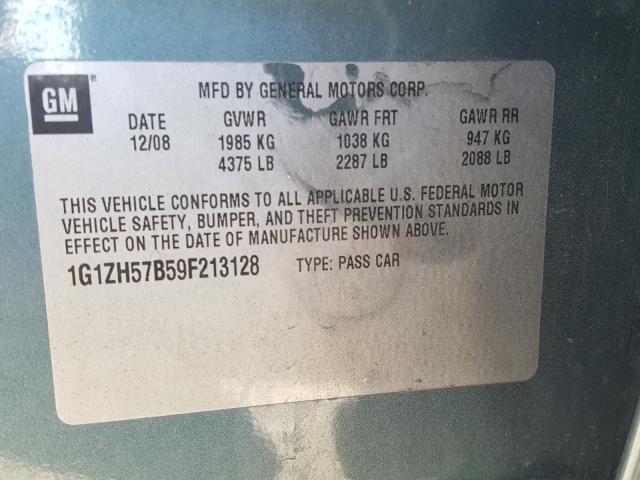 GM
MFD BY GENERAL MOTORS CORP.
DATE GVWR GAWR FRT GAWR RR
12/08 1985 KG 1038 KG 947 KG
4375 LB 2287 LB 2088 LB
THIS VEHICLE CONFORMS TO ALL APPLICABLE U.S. FEDERAL MOTOR
VEHICLE SAFETY, BUMPER, AND THEFT PREVENTION STANDARDS IN
EFFECT ON THE DATE OF MANUFACTURE SHOWN ABOVE.
1G1ZH57B59F213128 TYPE: PASS CAR